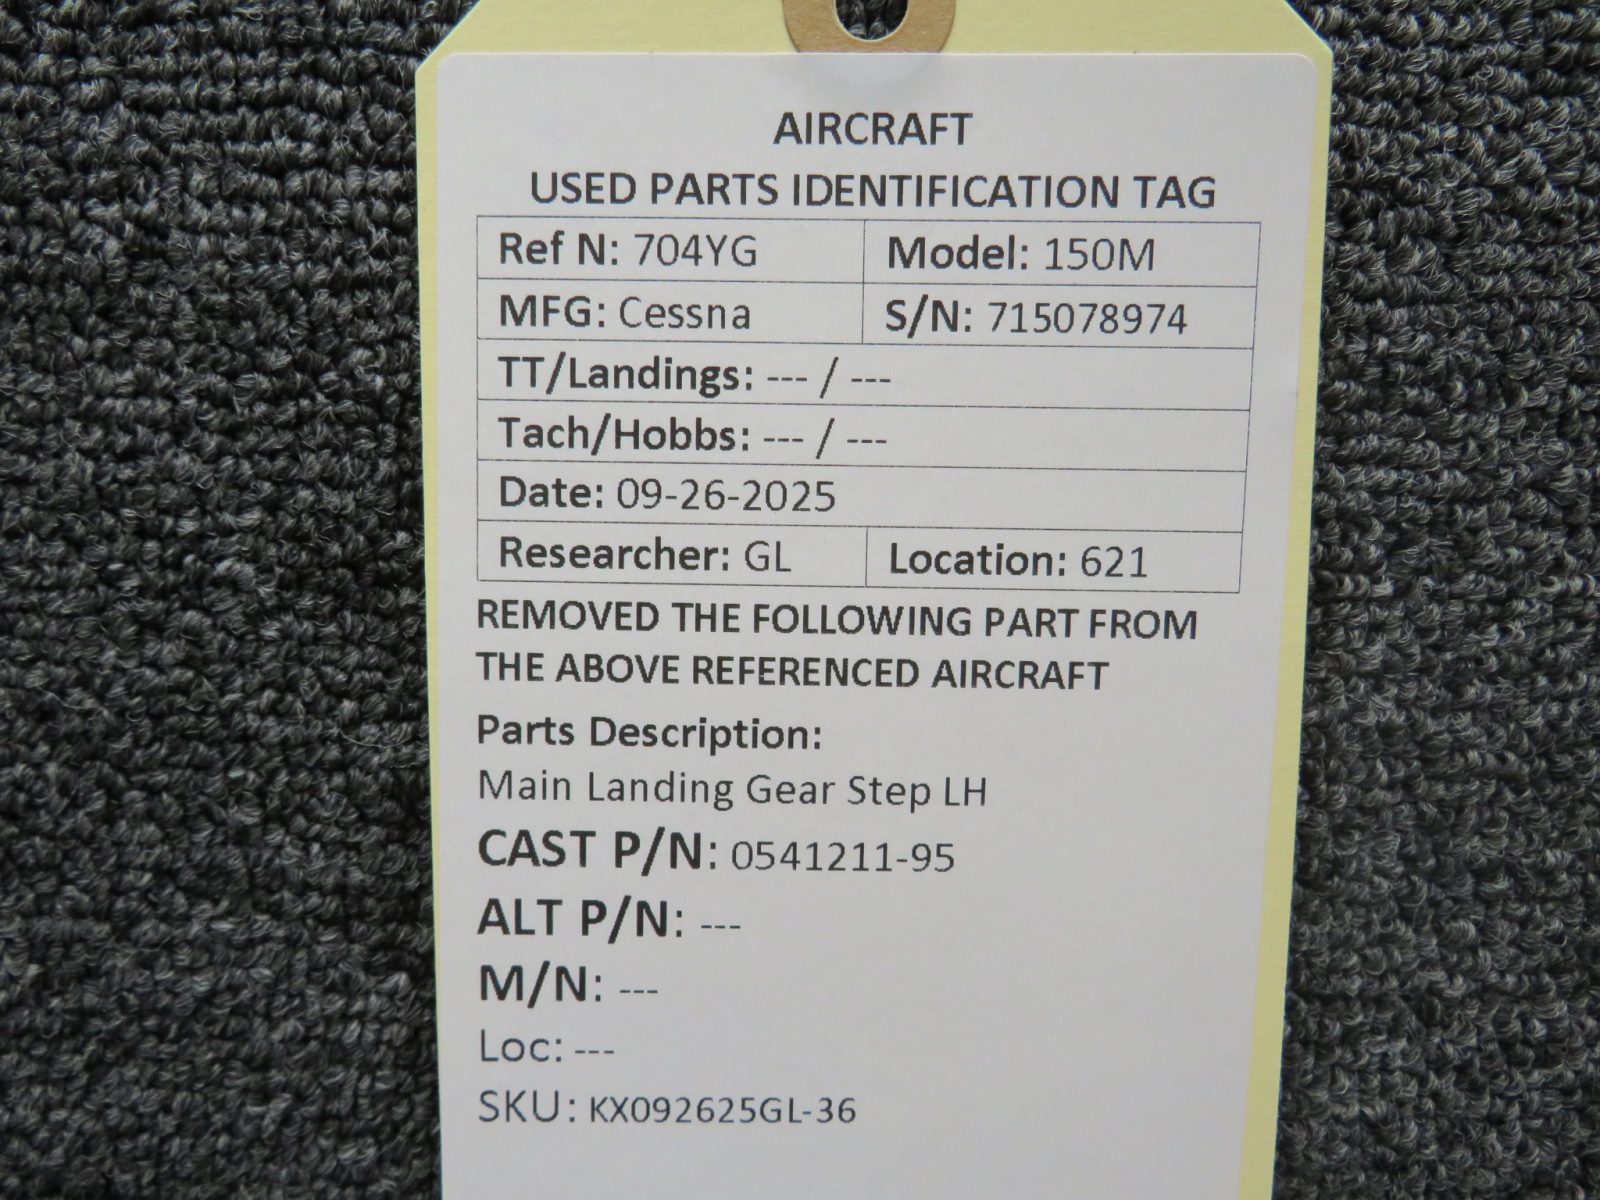 AIRCRAFT
USED PARTS IDENTIFICATION TAG
Ref N: 704YG Model: 150M
MFG: Cessna S/N: 715078974
TT/Landings: --- / ---
Tach/Hobbs: --- / ---
Date: 09-26-2025
Researcher: GL Location: 621
REMOVED THE FOLLOWING PART FROM
THE ABOVE REFERENCED AIRCRAFT
Parts Description:
Main Landing Gear Step LH
CAST P/N: 0541211-95
ALT P/N: ---
M/N: ---
Loc: ---
SKU: KX092625GL-36